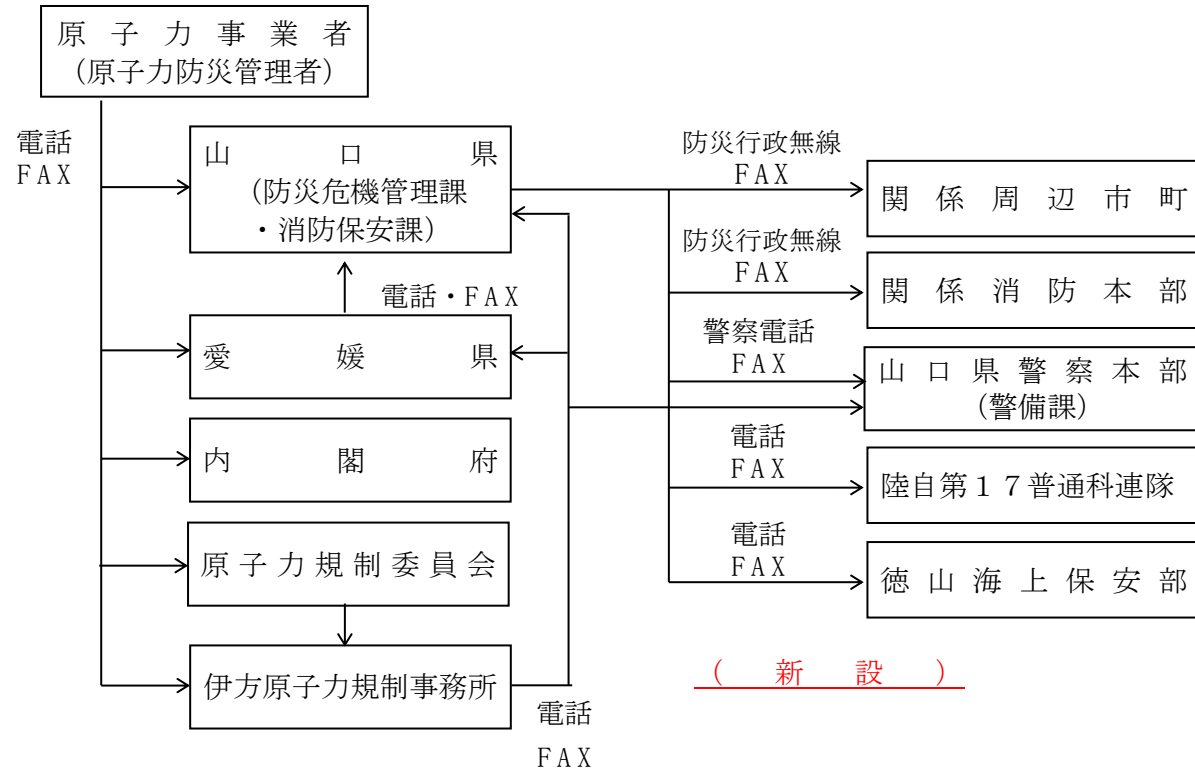 原子力事業者
(原子力防災管理者)
電話
FAX
山口県
(防災危機管理課
・消防保安課)
電話・FAX
愛媛県
内閣府
原子力規制委員会
伊方原子力規制事務所
電話
FAX
防災行政無線
FAX
関係周辺市町
防災行政無線
FAX
関係消防本部
警察電話
FAX
山口県警察本部
(警備課)
電話
FAX
陸自第17普通科連隊
電話
FAX
徳山海上保安部
(新設)